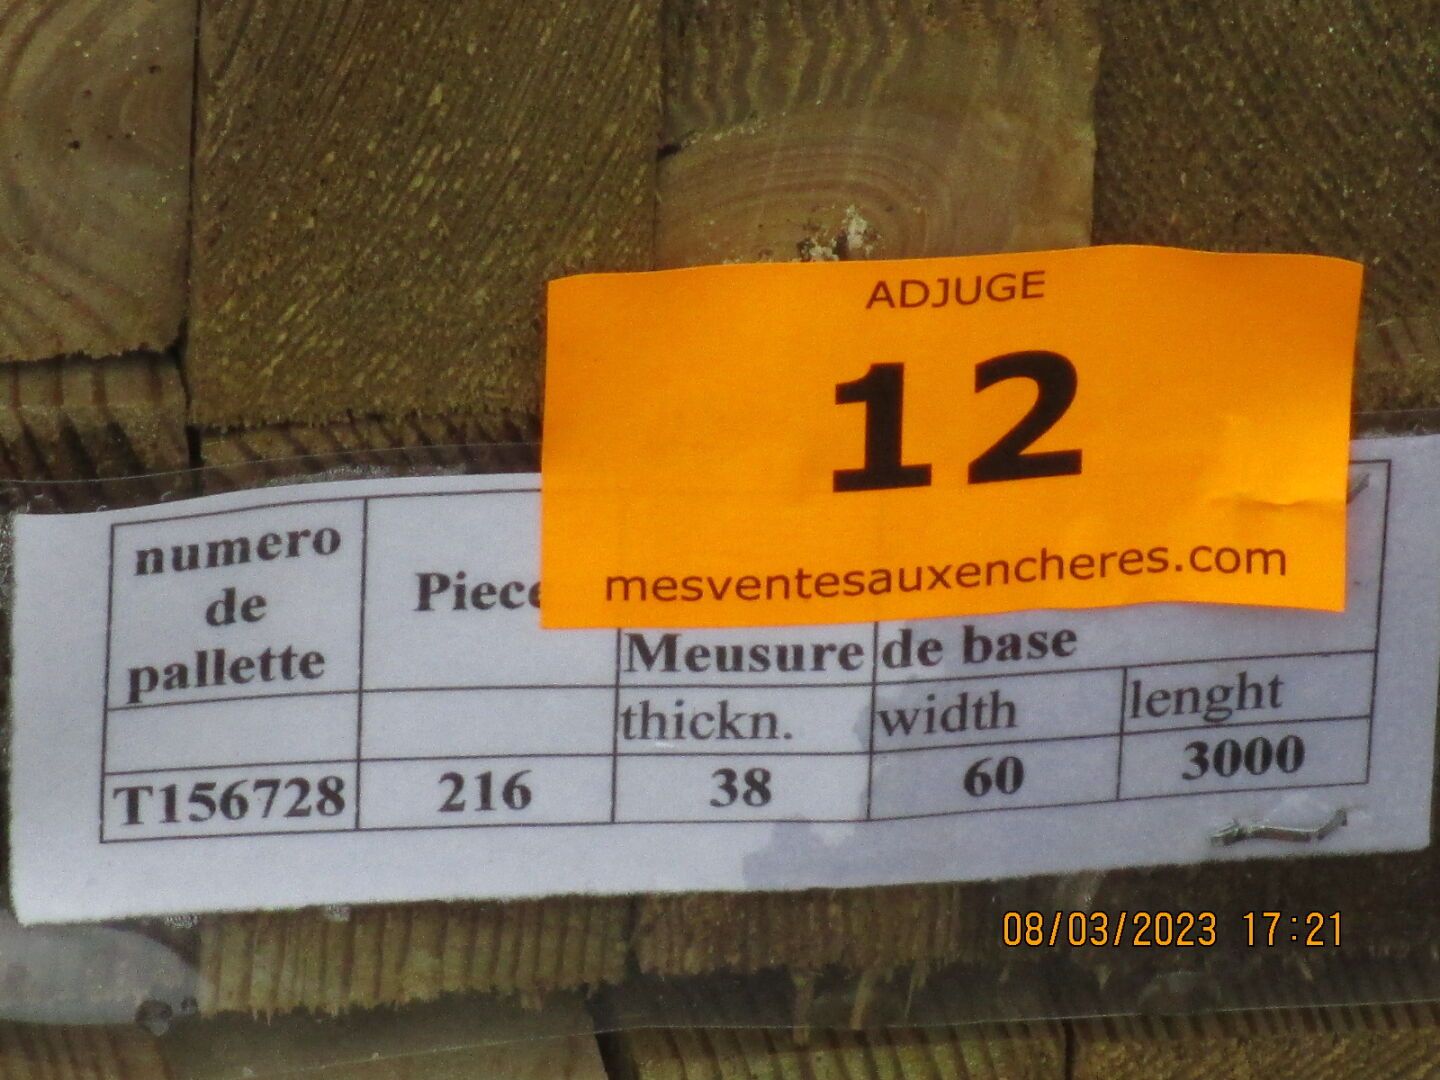 ADJUGE
12
mesventesauxencheres.com
numero
de
pallette
Meusure de base
thickn. width lenght
T156728 216 38 60 3000
08/03/2023 17:21